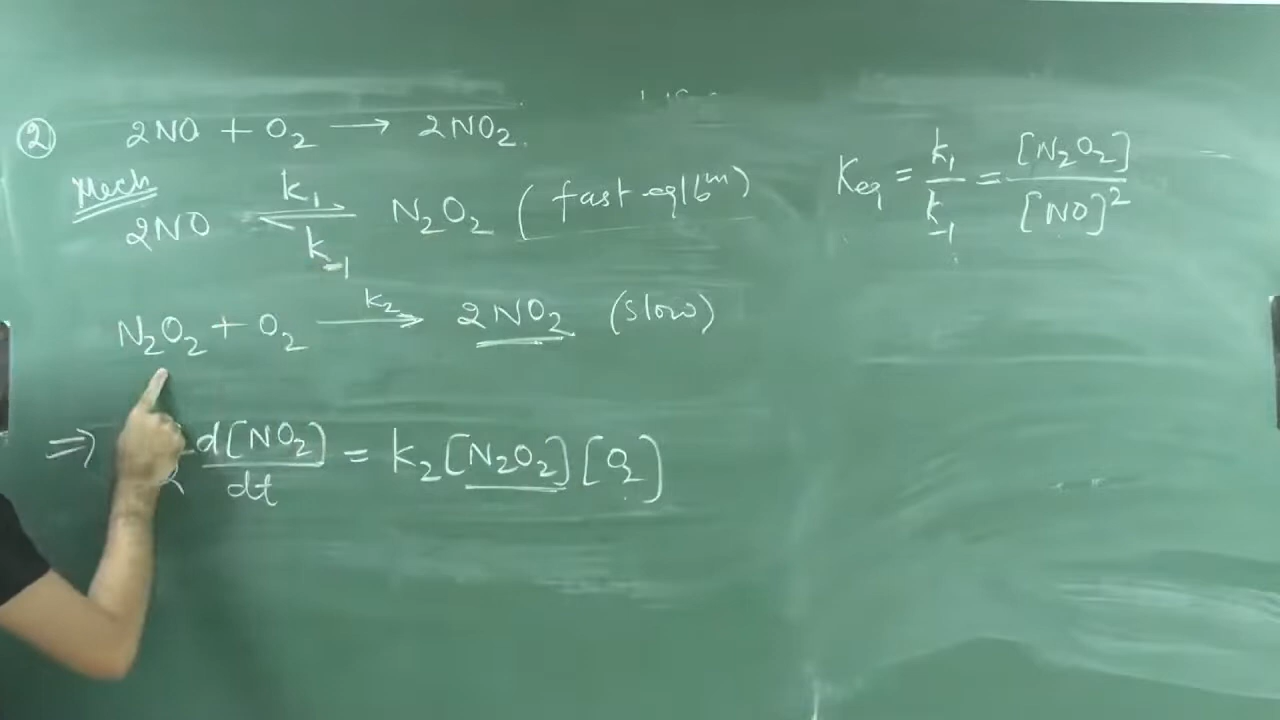 ② 2NO + O₂ ⟶ 2NO₂.
Mech
2NO ⇌ N₂O₂ (fast eqlbᵐ)
k₁
k₋₁
N₂O₂ + O₂ ⟶ 2NO₂ (slow)
k₂
⇒ d[NO₂]/dt = k₂[N₂O₂][O₂]
Keq = k₁/k₋₁ = [N₂O₂]/[NO]²